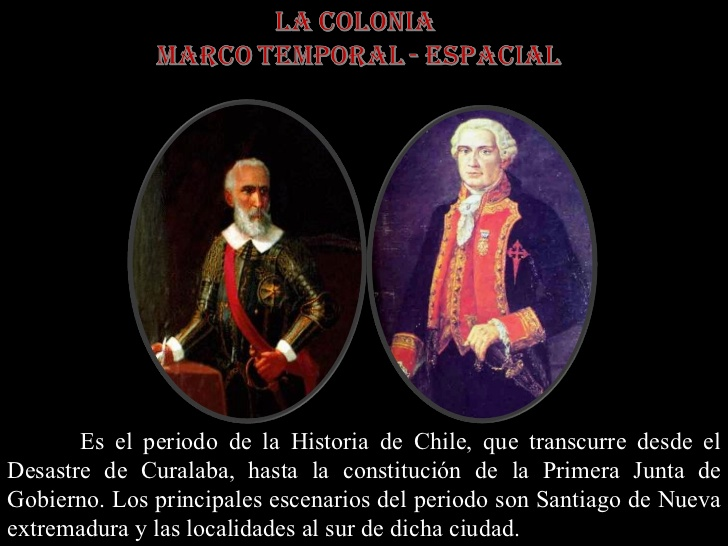 LA COLONIA
MARCO TEMPORAL - ESPACIAL
Es el periodo de la Historia de Chile, que transcurre desde el
Desastre de Curalaba, hasta la constitución de la Primera Junta de
Gobierno. Los principales escenarios del periodo son Santiago de Nueva
extremadura y las localidades al sur de dicha ciudad.